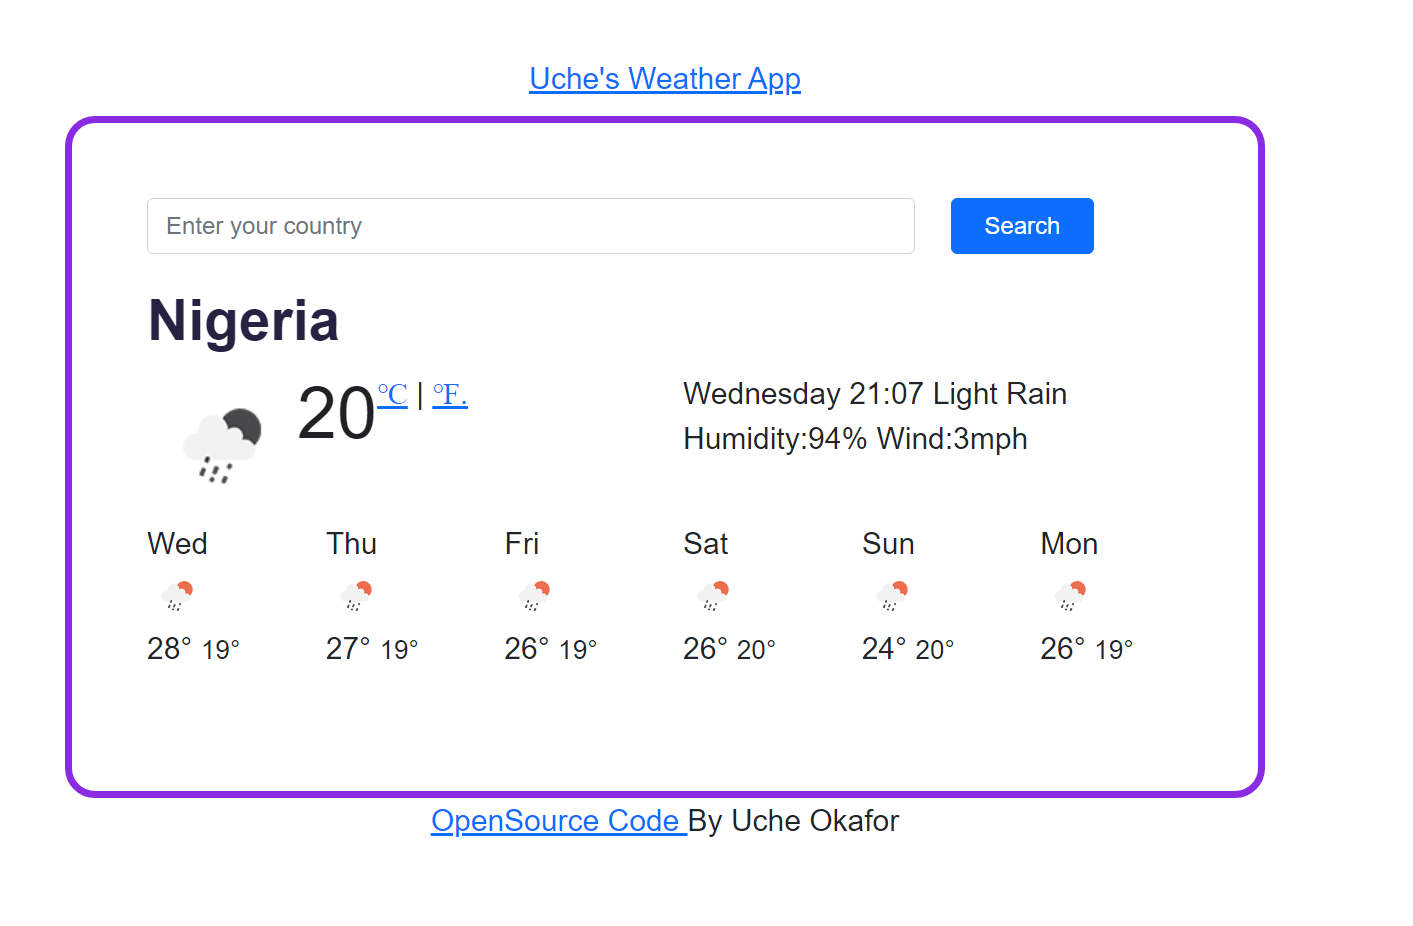 Uche's Weather App
Enter your country
Search
Nigeria
20°C | °F.
Wednesday 21:07 Light Rain
Humidity:94% Wind:3mph
Wed Thu Fri Sat Sun Mon
28° 19° 27° 19° 26° 19° 26° 20° 24° 20° 26° 19°
OpenSource Code By Uche Okafor